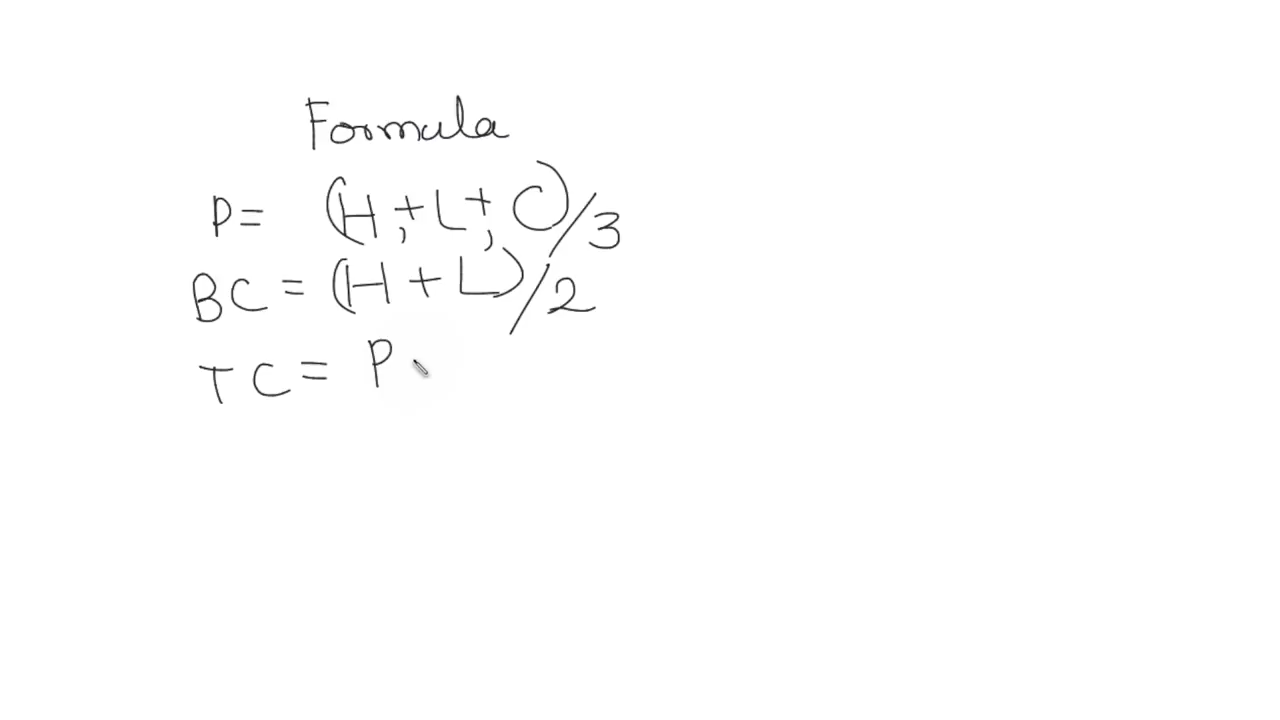 Formula
P = (H, + L, + C)/3
BC = (H + L)/2
TC = P